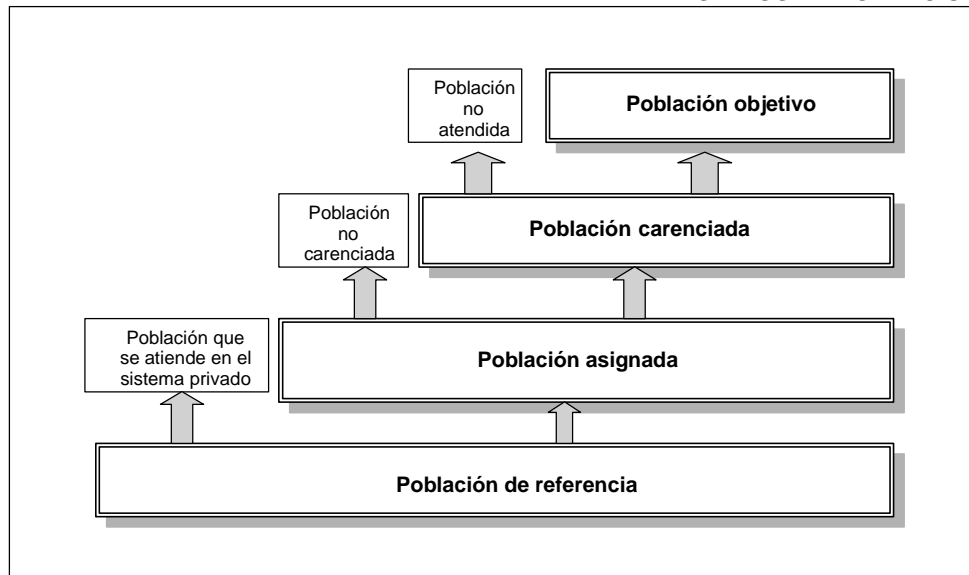 Población
no
atendida
Población objetivo
Población
no
carenciada
Población carenciada
Población que
se atiende en el
sistema privado
Población asignada
Población de referencia